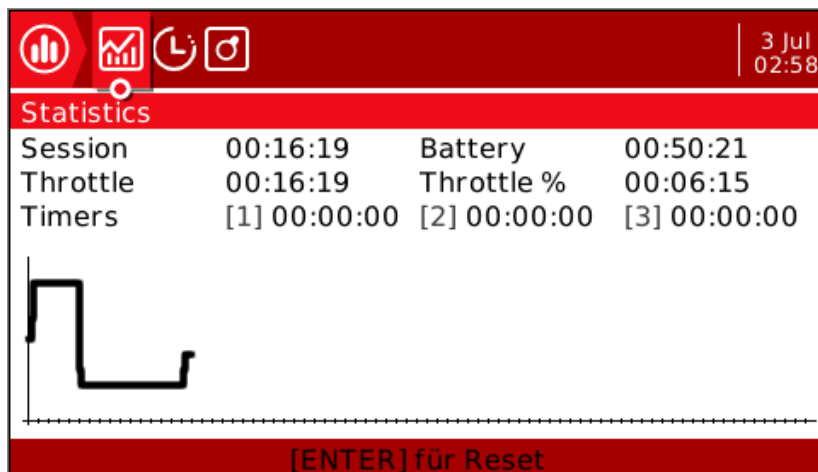 3 Jul
02:58
Statistics
Session 00:16:19 Battery 00:50:21
Throttle 00:16:19 Throttle % 00:06:15
Timers [1] 00:00:00 [2] 00:00:00 [3] 00:00:00
[ENTER] für Reset